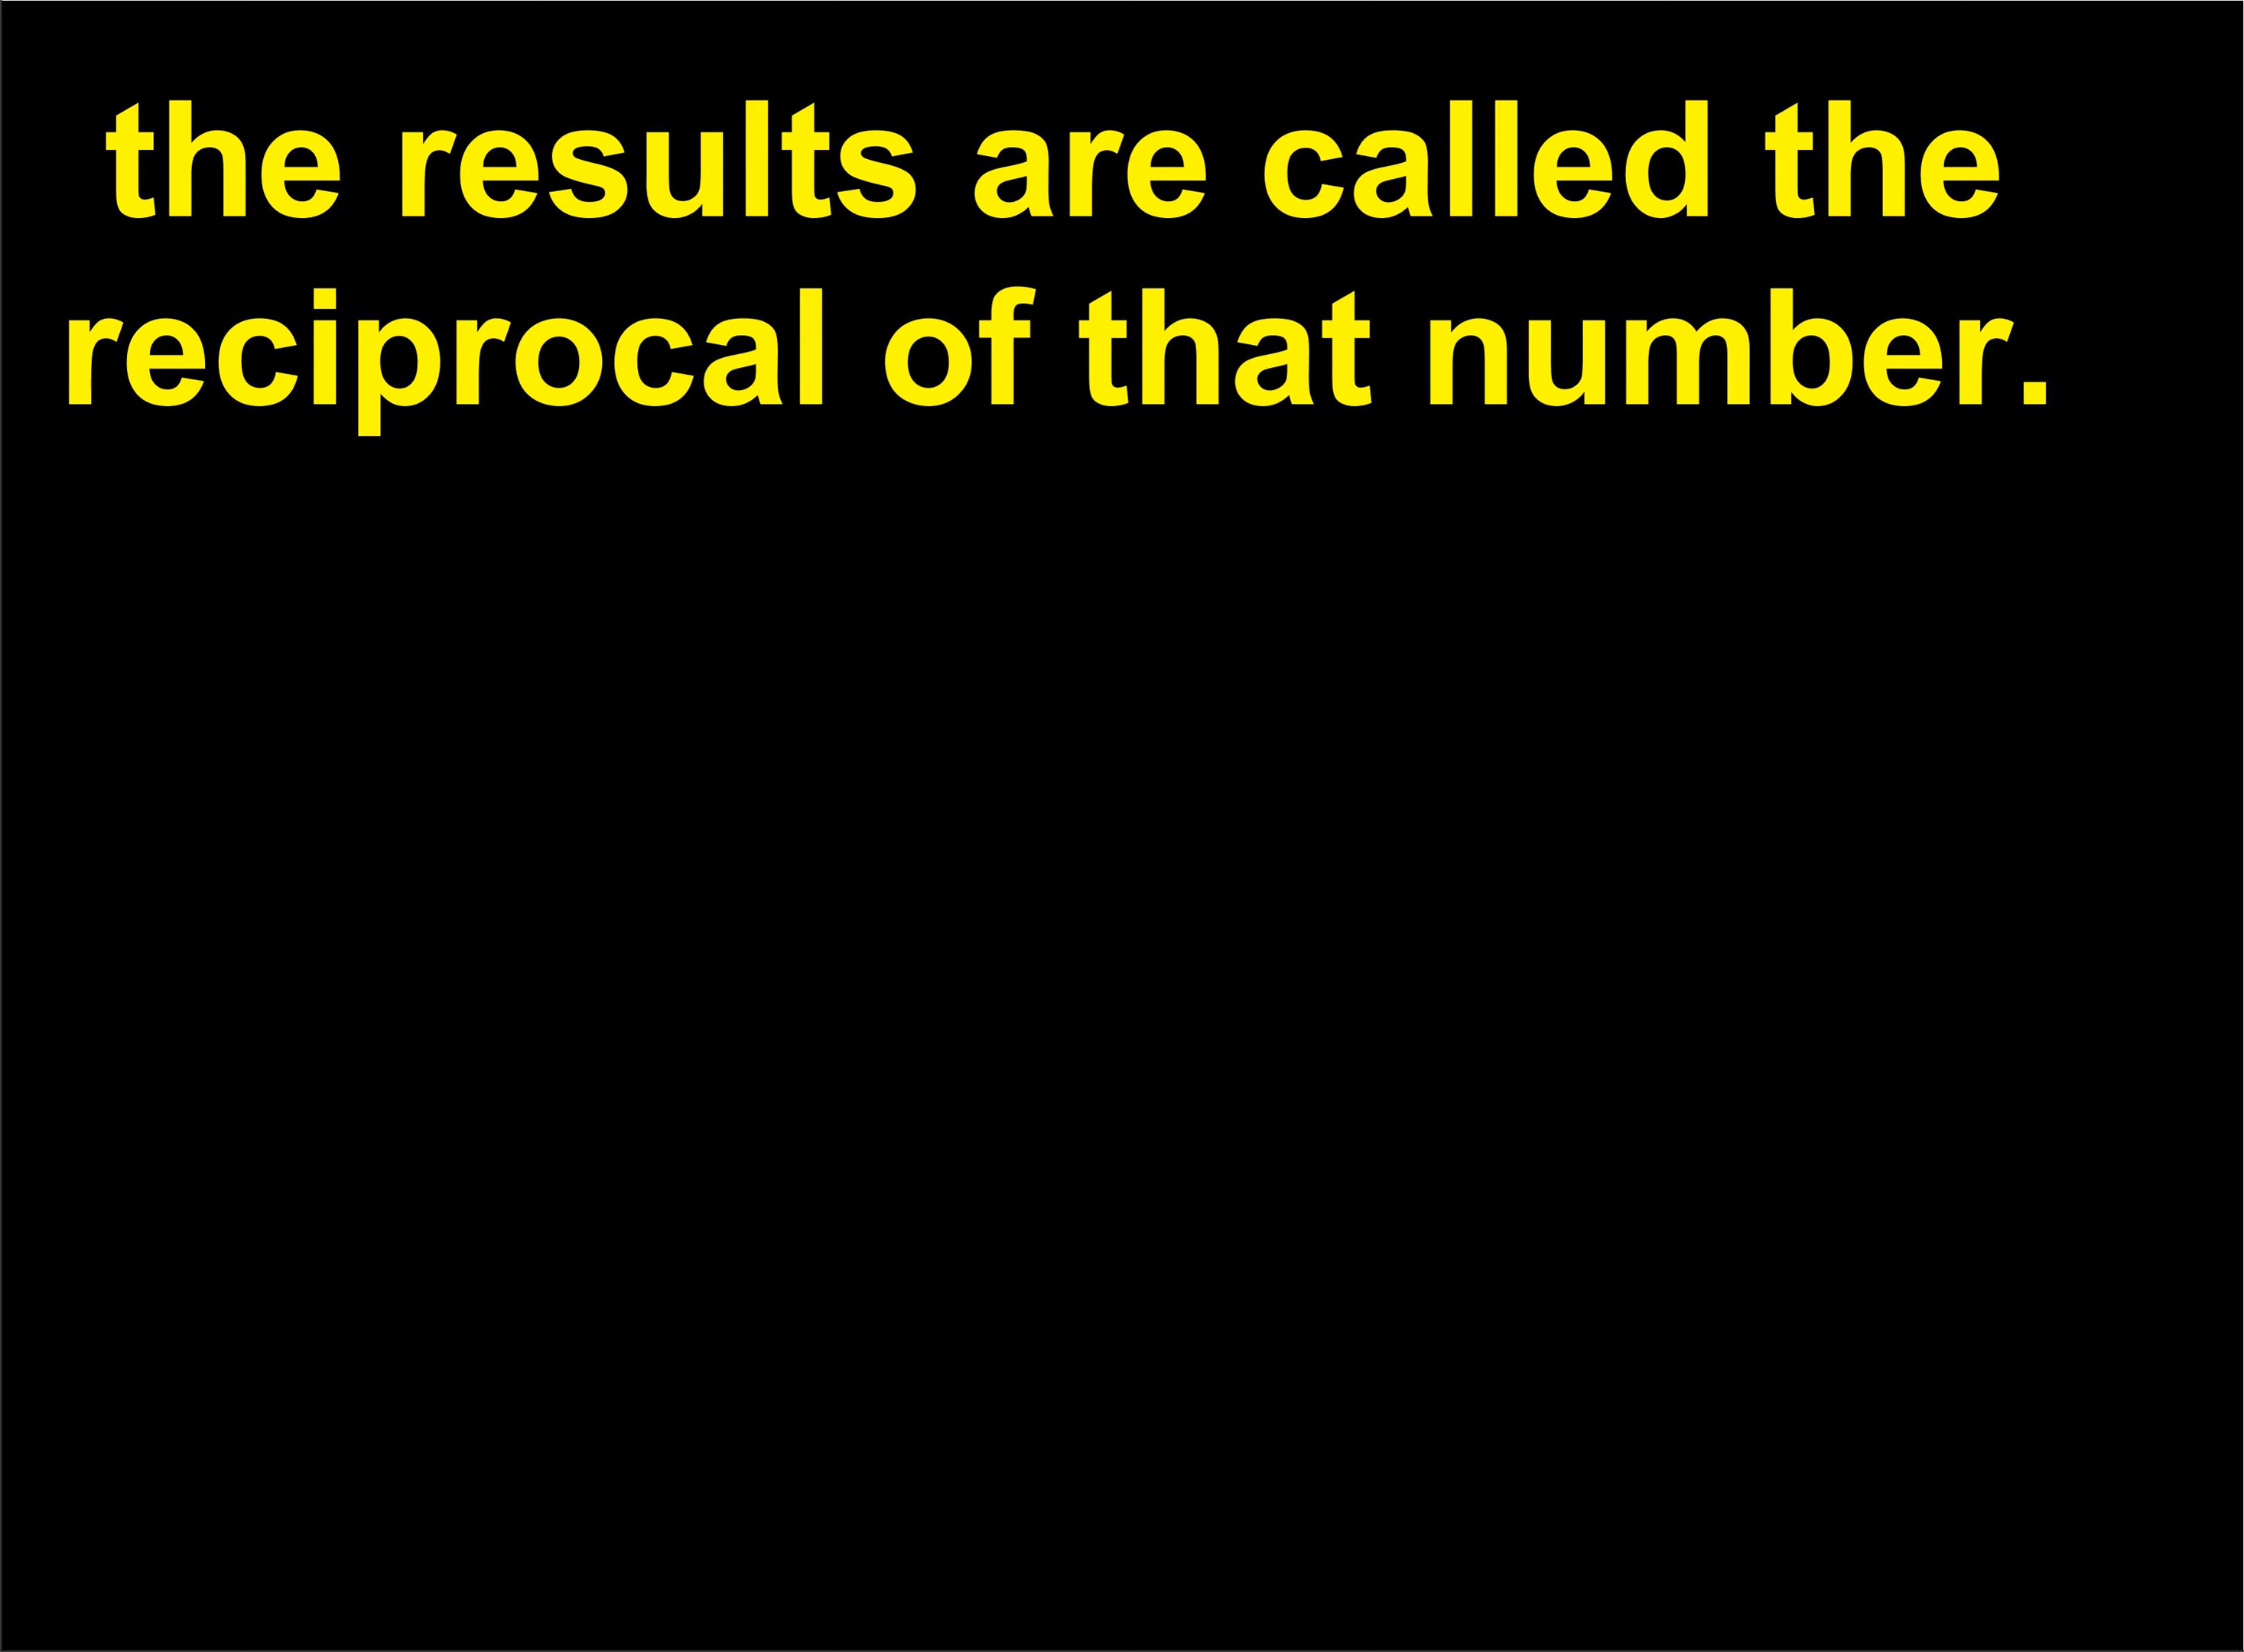 the results are called the
reciprocal of that number.